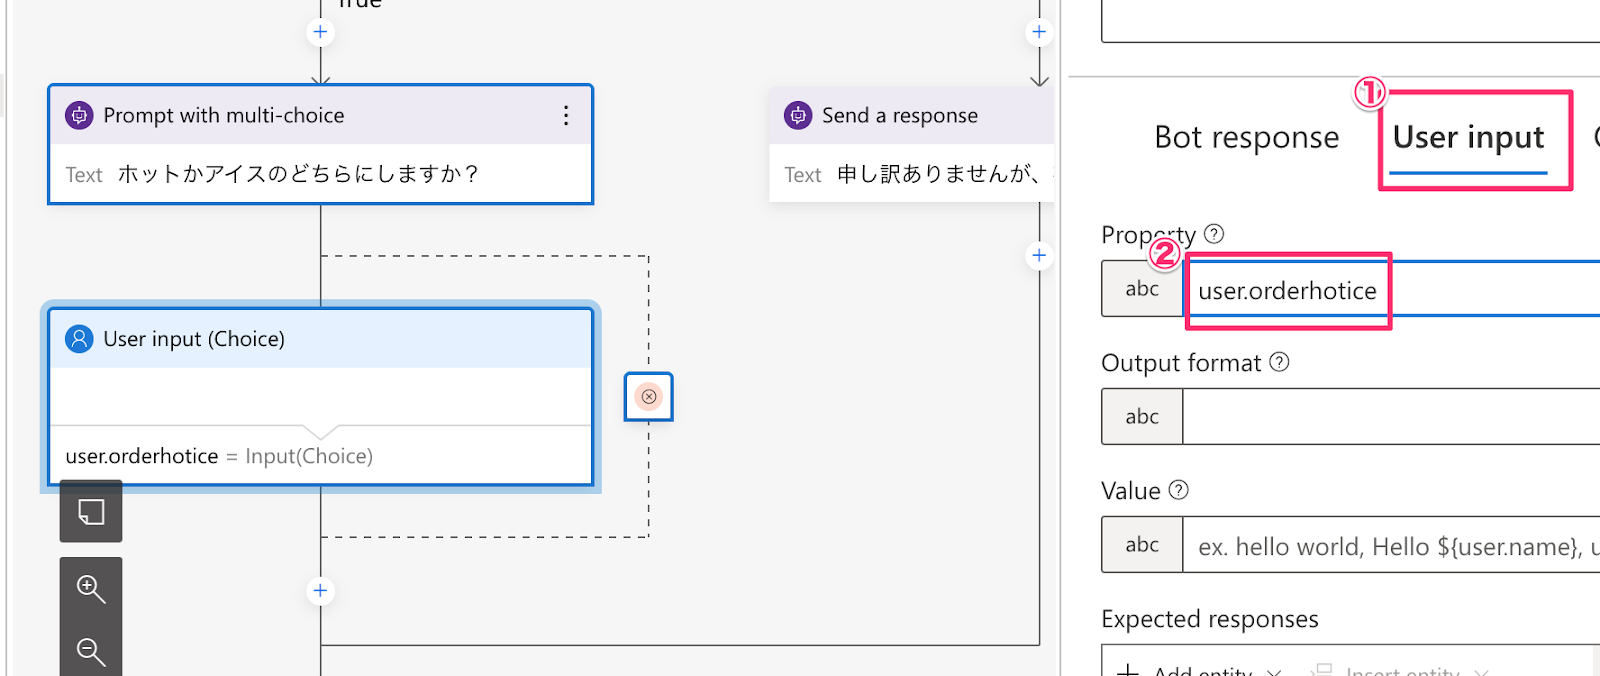 True
Prompt with multi-choice
Text ホットかアイスのどちらにしますか？
User input (Choice)
user.orderhotice = Input(Choice)
Send a response
Text 申し訳ありませんが、
①
Bot response
User input
Property
②
abc
user.orderhotice
Output format
abc
Value
abc
ex. hello world, Hello ${user.name}, u
Expected responses
Add entity
Insert entity